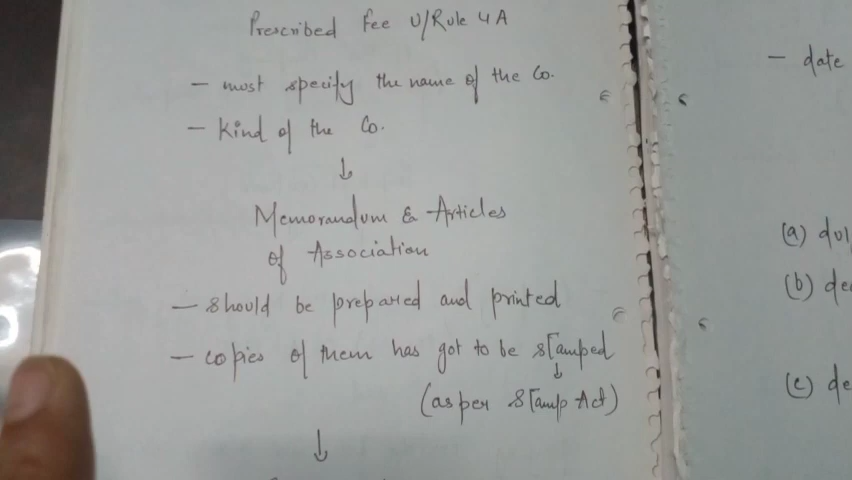 Prescribed Fee U/Rule 4A
- must specify the name of the Co.
- Kind of the Co.
↓
Memorandum & Articles
of Association
- should be prepared and printed
- copies of them has got to be stamped
↓
(as per Stamp Act)
↓
- date
(a)
(b)
(c)